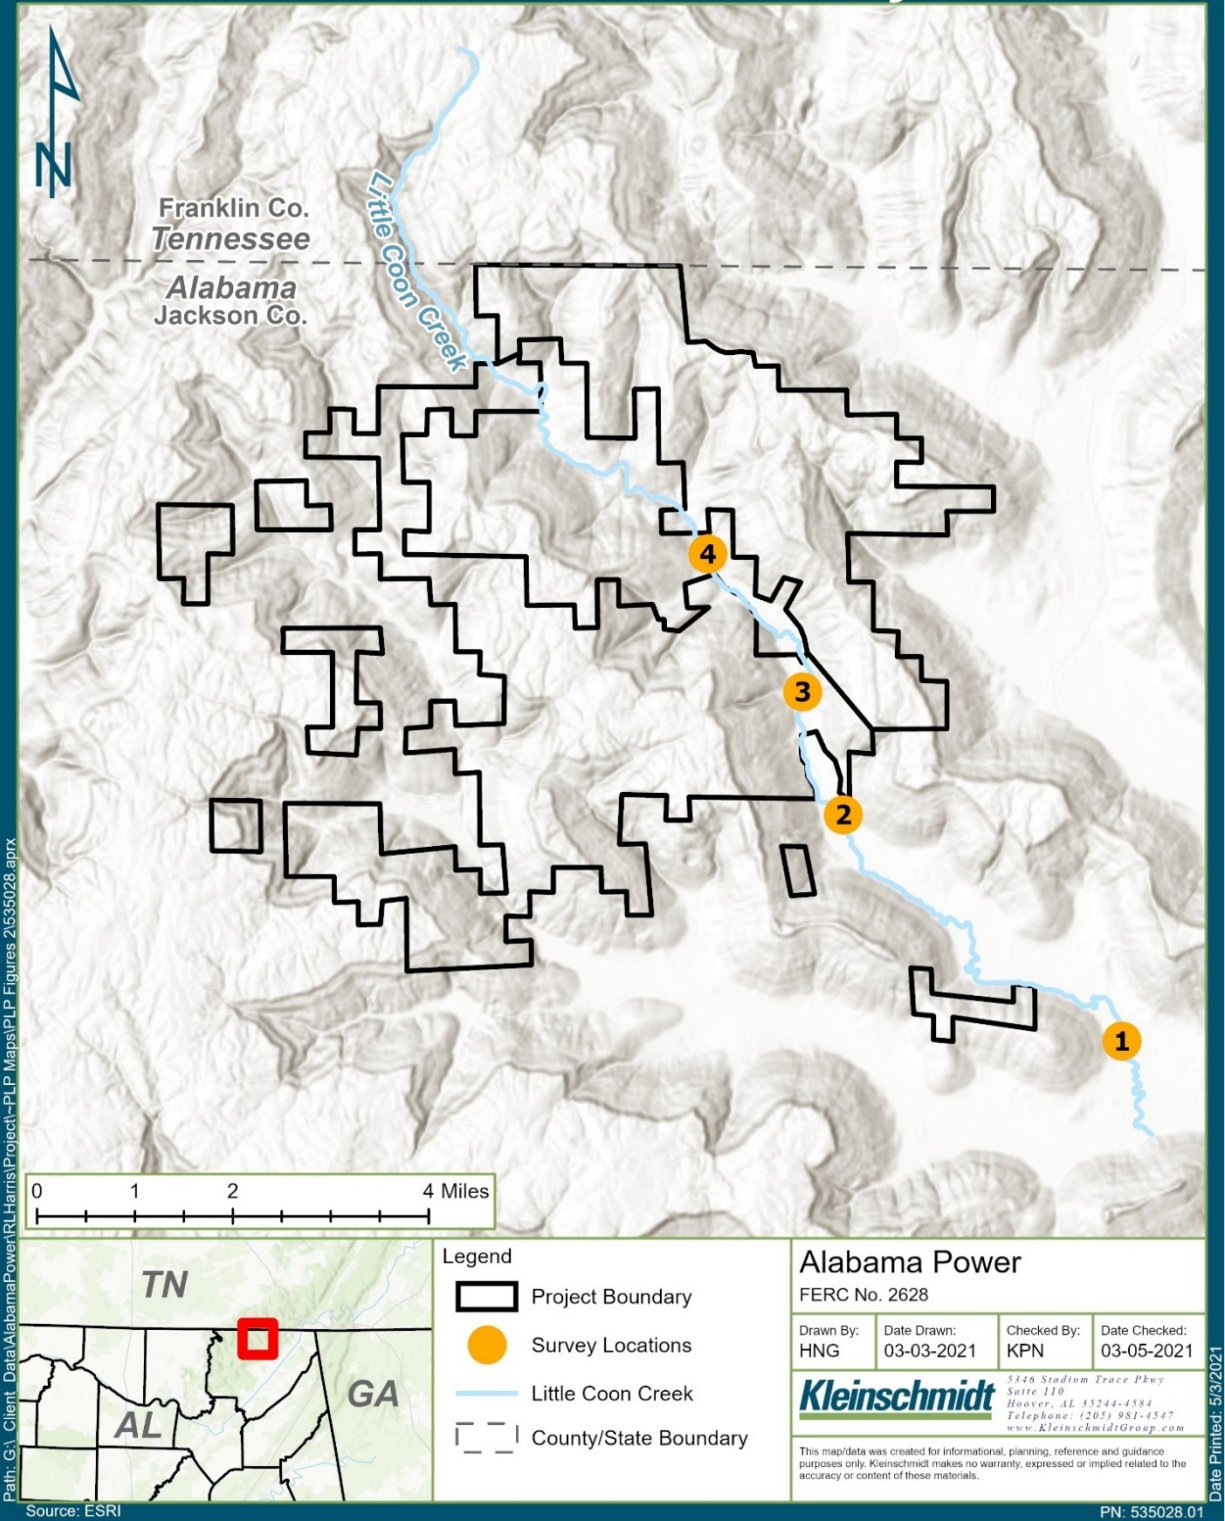 N
Franklin Co.
Tennessee
Alabama
Jackson Co.
Little Coon Creek
4
3
2
1
0 1 2 4 Miles
TN
AL
GA
Legend
Project Boundary
Survey Locations
Little Coon Creek
County/State Boundary
Alabama Power
FERC No. 2628
Drawn By:
HNG
Date Drawn:
03-03-2021
Checked By:
KPN
Date Checked:
03-05-2021
Kleinschmidt
5346 Stadium Trace Pkwy
Suite 110
Hoover, AL 35244-4584
Telephone: (205) 981-4547
www.KleinschmidtGroup.com
This map/data was created for informational, planning, reference and guidance
purposes only. Kleinschmidt makes no warranty, expressed or implied related to the
accuracy or content of these materials.
Path: G:\_Client_Data\AlabamaPower\RLHarris\Project\~PLP Maps\PLP Figures 2\535028.aprx
Date Printed: 5/3/2021
Source: ESRI
PN: 535028.01